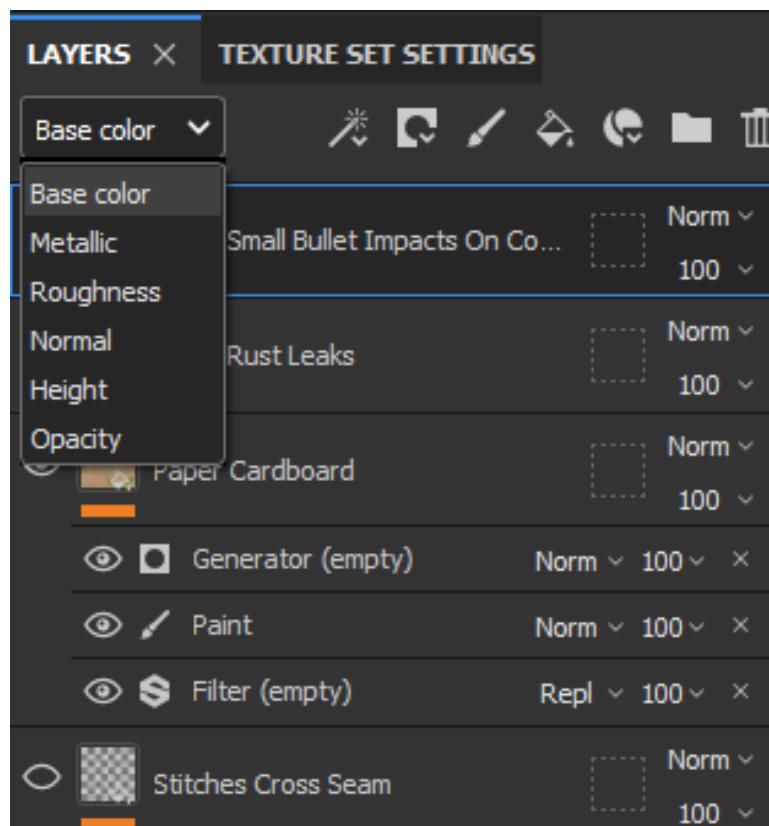 LAYERS
TEXTURE SET SETTINGS
Base color
Base color
Metallic
Roughness
Normal
Height
Opacity
Small Bullet Impacts On Co...
Norm
100
Rust Leaks
Norm
100
Paper Cardboard
Norm
100
Generator (empty) Norm 100
Paint Norm 100
Filter (empty) Repl 100
Stitches Cross Seam
Norm
100